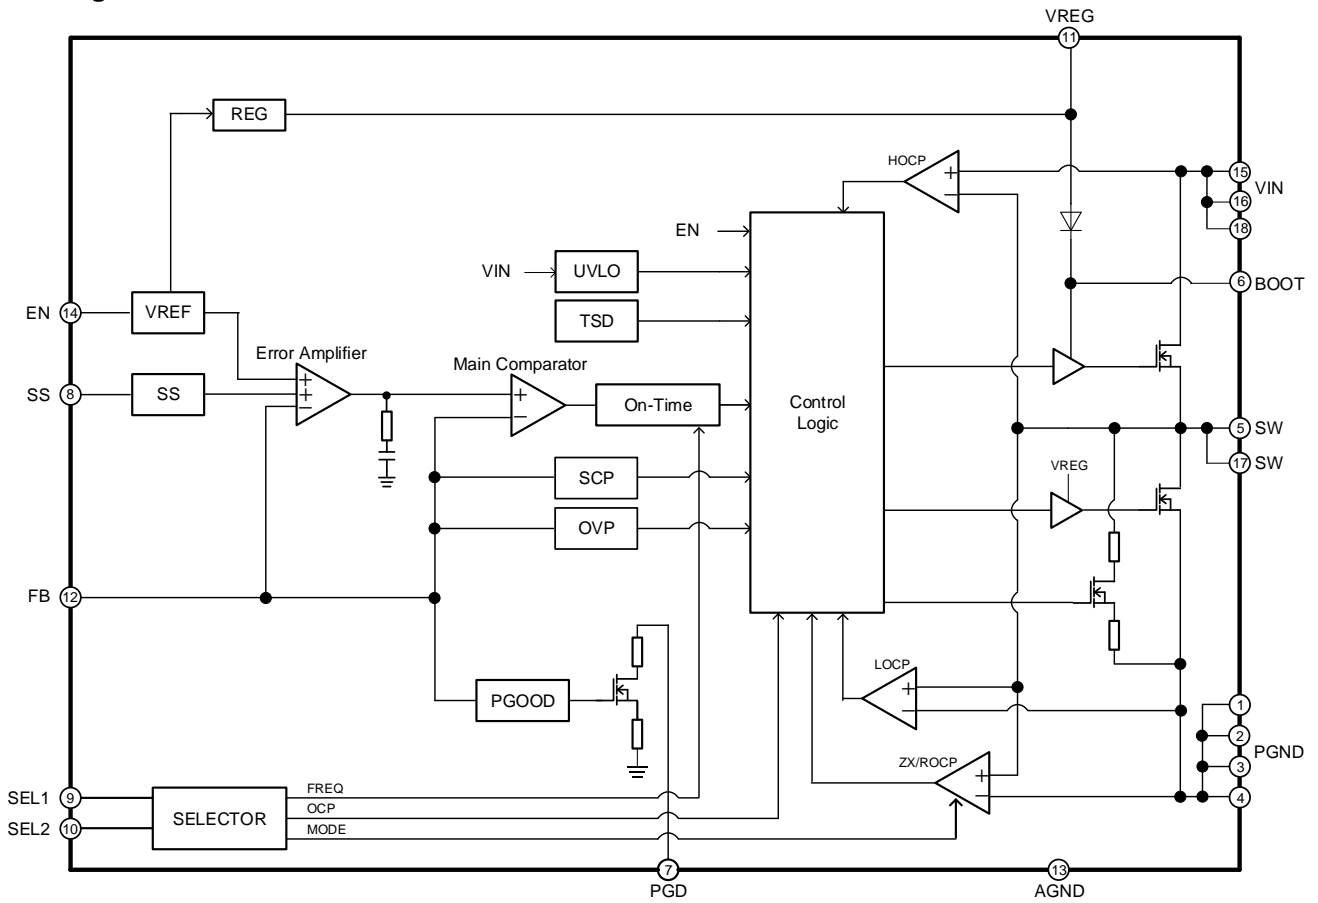 VREG
11
REG
HOCP
+
−
15
VIN
16
18
EN
VIN
UVLO
6
BOOT
EN
14
VREF
TSD
Error Amplifier
Main Comparator
SS
8
SS
+
+
−
+
−
On-Time
Control
Logic
5
SW
17
SW
VREG
SCP
OVP
FB
12
LOCP
+
−
PGOOD
1
2
PGND
3
4
ZX/ROCP
+
−
SEL1
9
SEL2
10
SELECTOR
FREQ
OCP
MODE
7
PGD
13
AGND